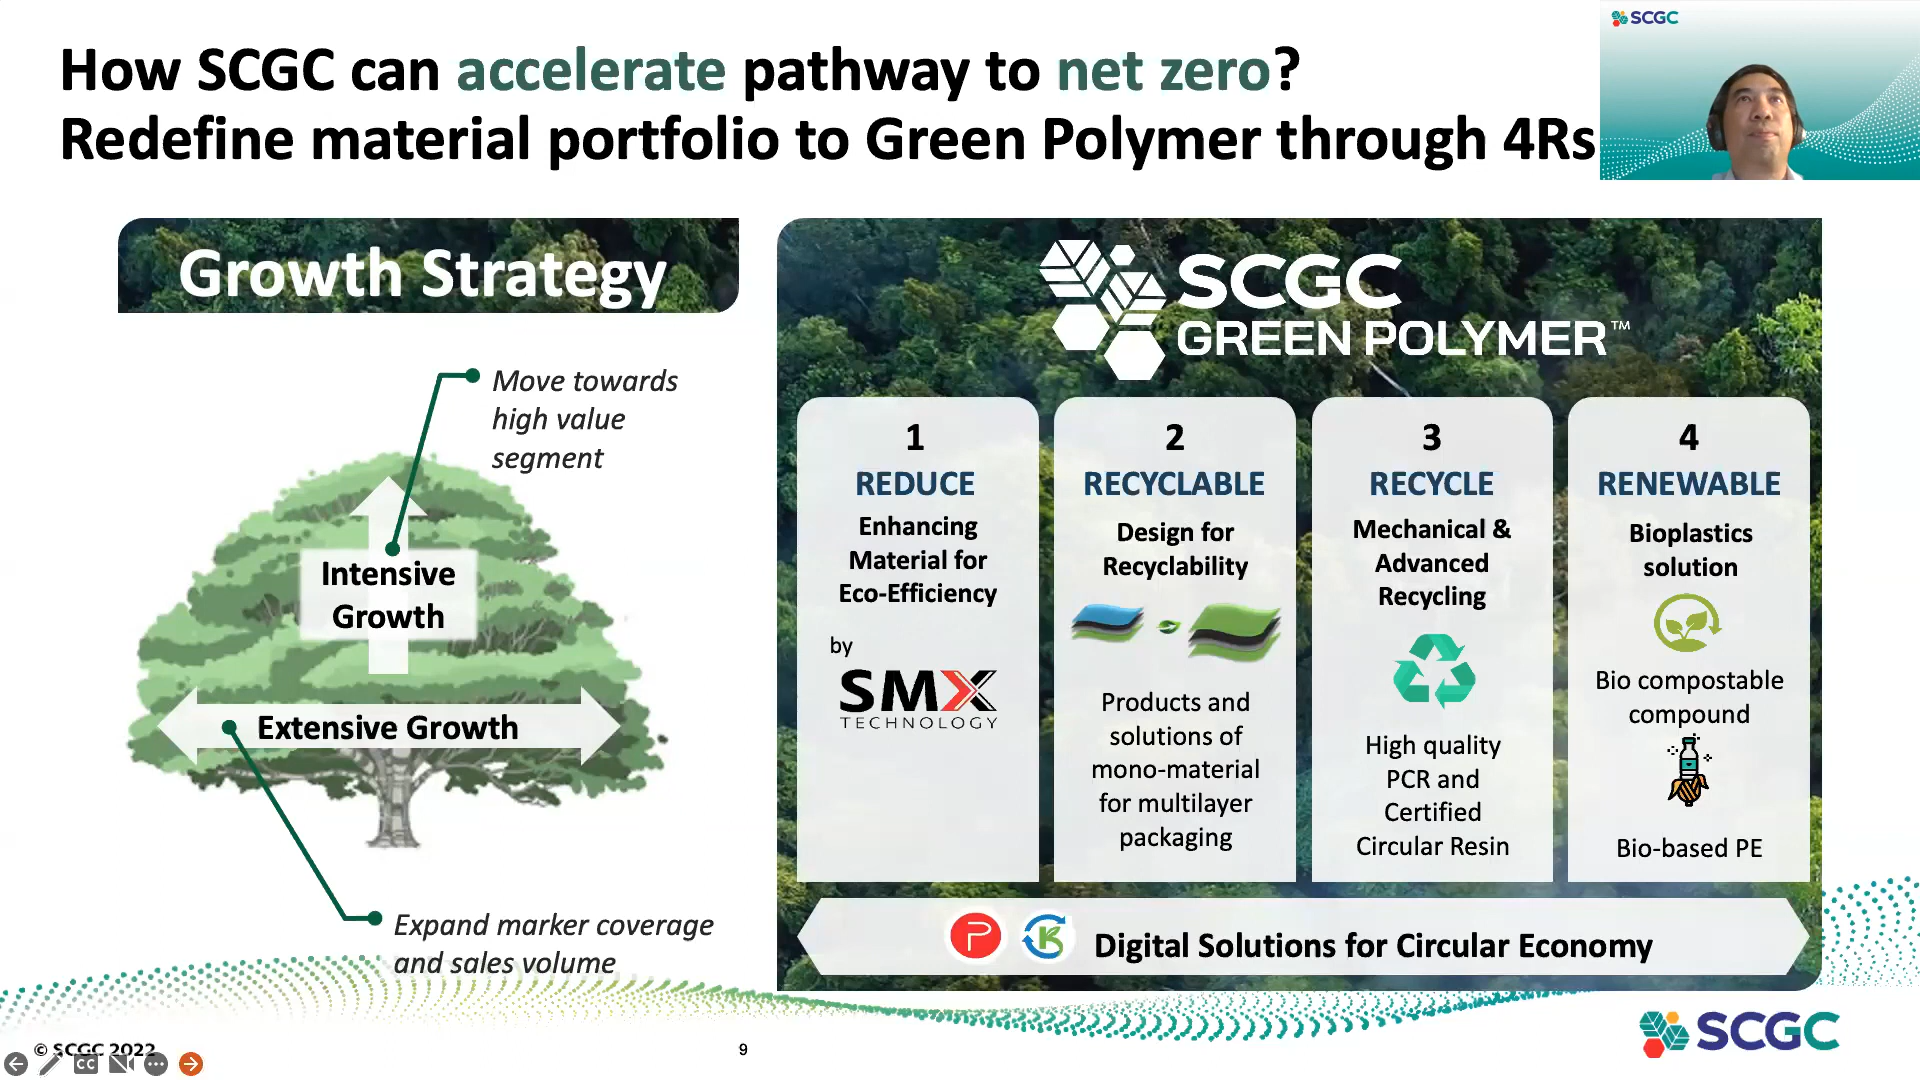 How SCGC can accelerate pathway to net zero?
Redefine material portfolio to Green Polymer through 4Rs
SCGC
Growth Strategy
Move towards
high value
segment
Intensive
Growth
Extensive Growth
Expand marker coverage
and sales volume
SCGC
GREEN POLYMER™
1
REDUCE
Enhancing
Material for
Eco-Efficiency
by
SMX
TECHNOLOGY
2
RECYCLABLE
Design for
Recyclability
Products and
solutions of
mono-material
for multilayer
packaging
3
RECYCLE
Mechanical &
Advanced
Recycling
High quality
PCR and
Certified
Circular Resin
4
RENEWABLE
Bioplastics
solution
Bio compostable
compound
Bio-based PE
P
K
Digital Solutions for Circular Economy
© SCGC 2022
CC
9
SCGC